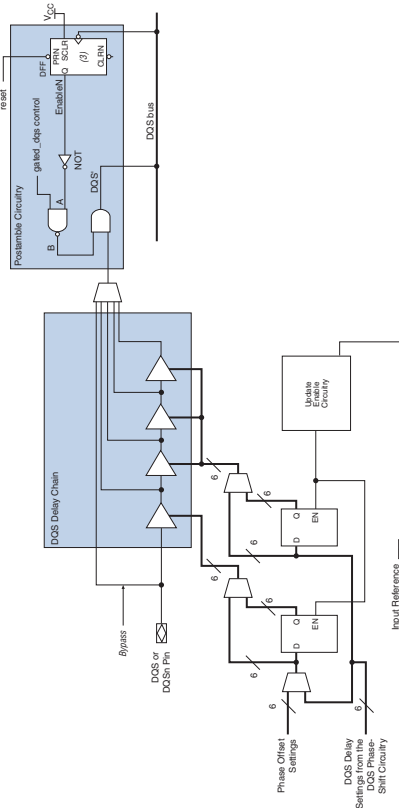 DQS Delay Chain
Postamble Circuitry
gated_dqs control
reset
VCC
DFF
PRN
SCLR
Q
(3)
CLRN
EnableN
NOT
A
B
DQS'
DQS bus
Bypass
DQS or
DQSn Pin
6
6
6
6
6
6
6
6
D
Q
EN
D
Q
EN
Update
Enable
Circuitry
Phase Offset
Settings
DQS Delay
Settings from the
DQS Phase-
Shift Circuitry
Input Reference